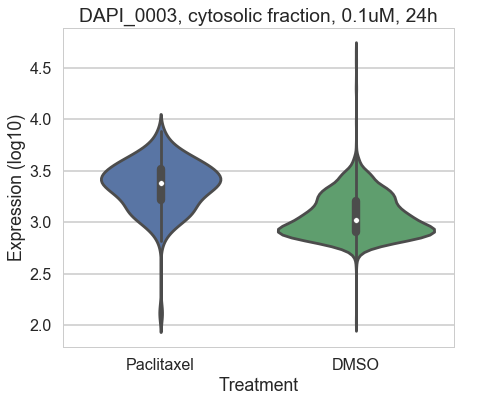 DAPI_0003, cytosolic fraction, 0.1uM, 24h
Expression (log10)
4.5
4.0
3.5
3.0
2.5
2.0
Paclitaxel DMSO
Treatment